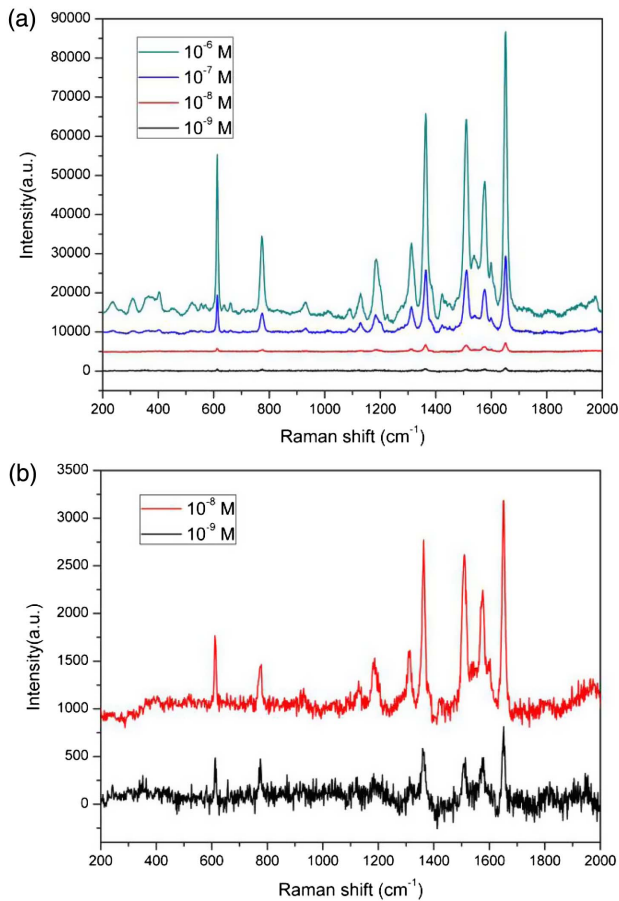 (a)
90000
80000
70000
60000
50000
40000
30000
20000
10000
0
Intensity(a.u.)
10⁻⁶ M
10⁻⁷ M
10⁻⁸ M
10⁻⁹ M
200 400 600 800 1000 1200 1400 1600 1800 2000
Raman shift (cm⁻¹)
(b)
3500
3000
2500
2000
1500
1000
500
0
Intensity(a.u.)
10⁻⁸ M
10⁻⁹ M
200 400 600 800 1000 1200 1400 1600 1800 2000
Raman shift (cm⁻¹)